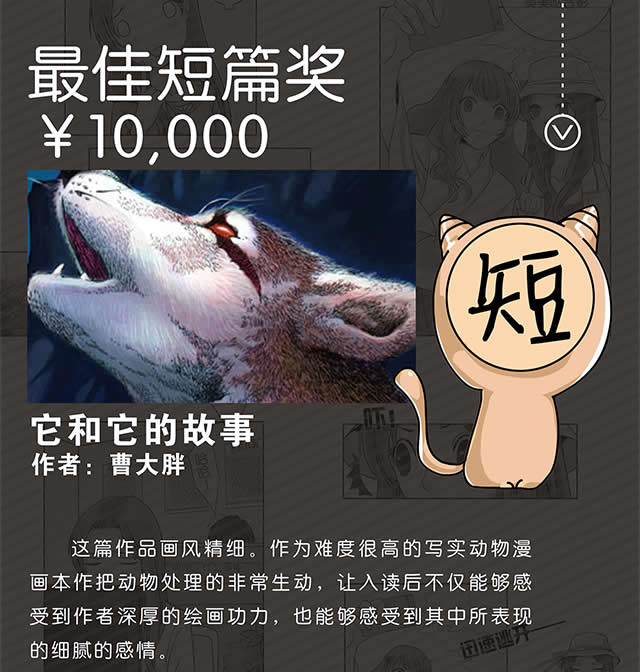 最佳短篇奖
￥10,000
短
它和它的故事
作者：曹大胖
这篇作品画风精细。作为难度很高的写实动物漫
画本作把动物处理的非常生动，让人读后不仅能够感
受到作者深厚的绘画功力，也能够感受到其中所表现
的细腻的感情。
迅速逃开